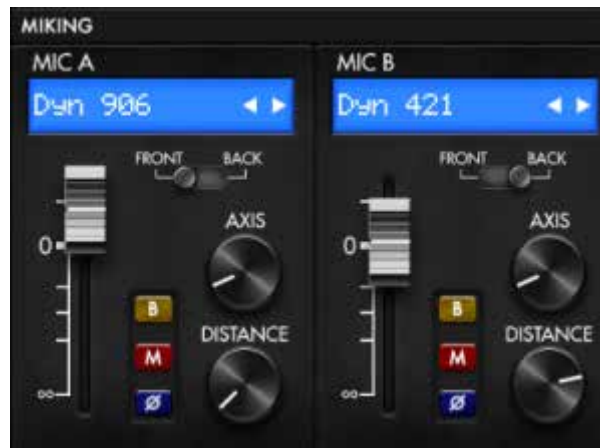 MIKING
MIC A
Dyn 906
FRONT BACK
AXIS
0
B
DISTANCE
M
∞
Ø
MIC B
Dyn 421
FRONT BACK
AXIS
0
B
DISTANCE
M
∞
Ø